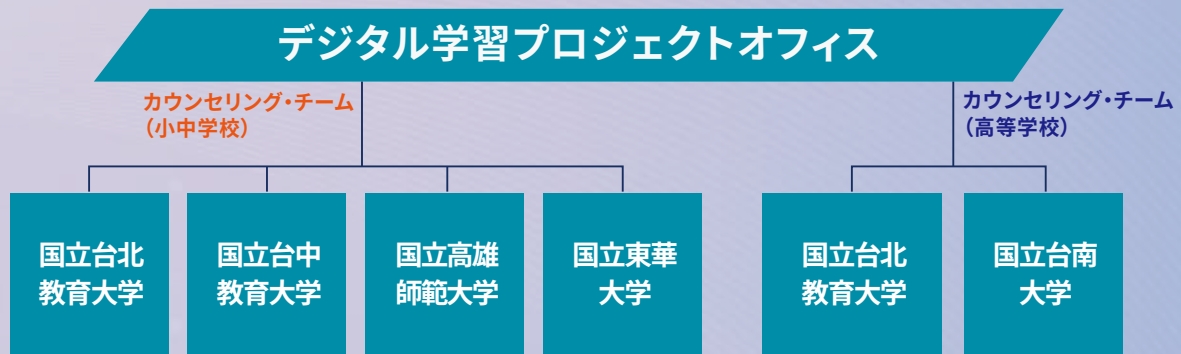 デジタル学習プロジェクトオフィス
カウンセリング・チーム
（小中学校）
カウンセリング・チーム
（高等学校）
国立台北
教育大学
国立台中
教育大学
国立高雄
師範大学
国立東華
大学
国立台北
教育大学
国立台南
大学